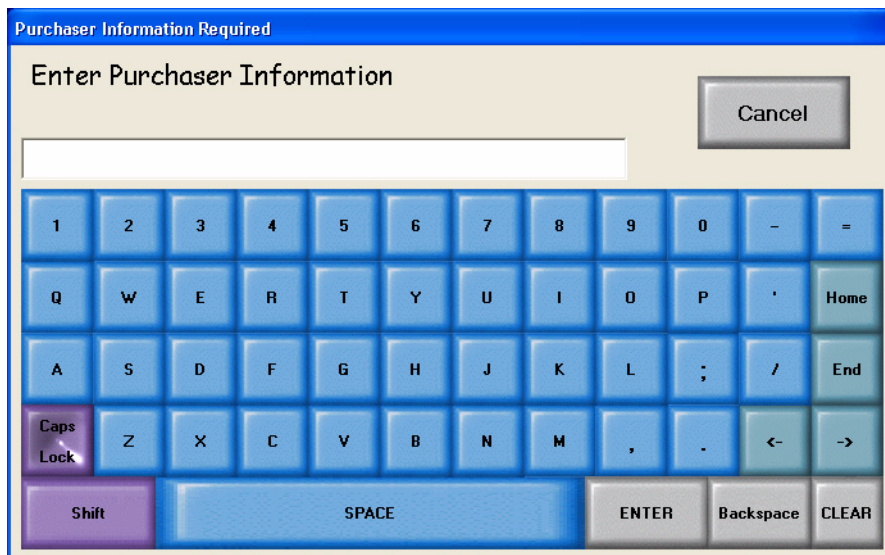 Purchaser Information Required
Enter Purchaser Information
Cancel
1 2 3 4 5 6 7 8 9 0 - =
Q W E R T Y U I O P ' Home
A S D F G H J K L ; / End
Caps Lock Z X C V B N M , . <- ->
Shift SPACE ENTER Backspace CLEAR